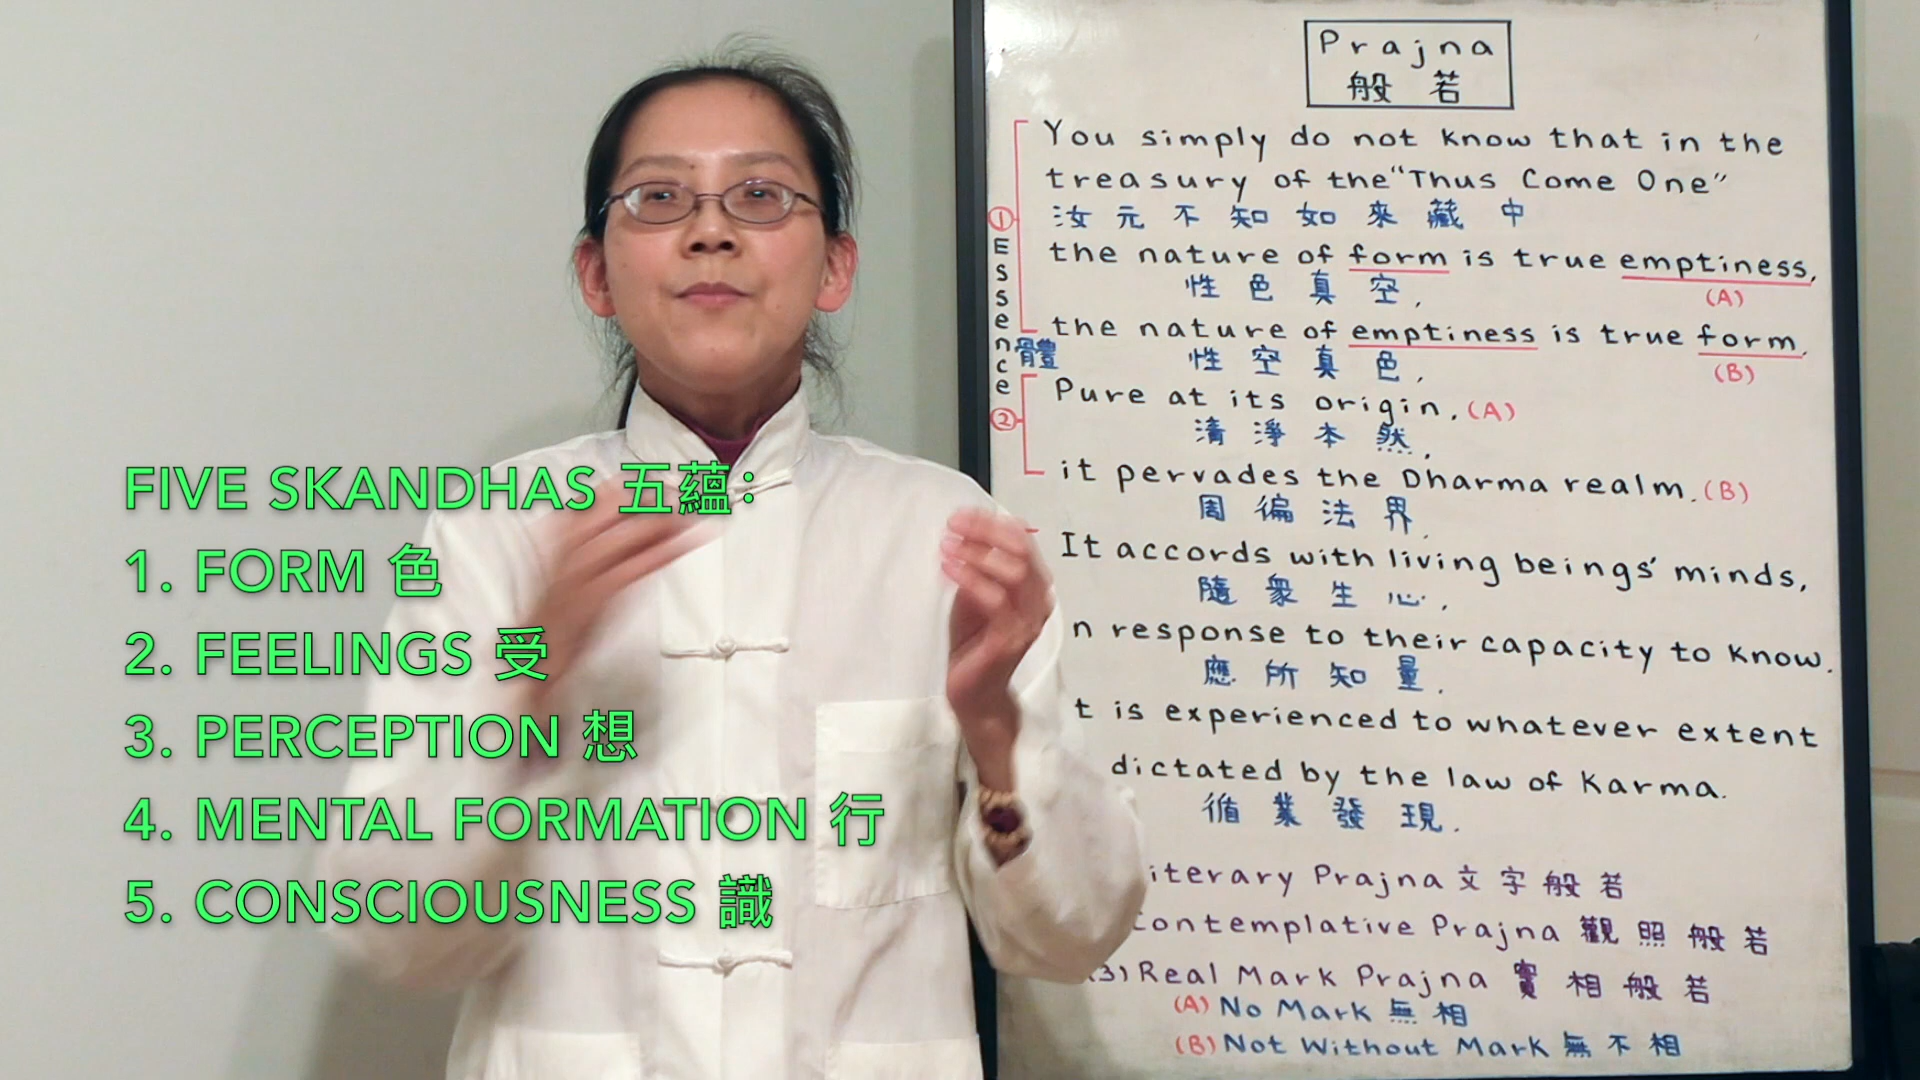 Prajna
般若
You simply do not know that in the
treasury of the "Thus Come One"
汝元不知如來藏中
the nature of form is true emptiness,
性色真空,
(A)
the nature of emptiness is true form.
性空真色,
(B)
① Essence 體
Pure at its origin, (A)
清淨本然,
②
it pervades the Dharma realm. (B)
周徧法界.
It accords with living beings' minds,
隨眾生心,
n response to their capacity to know.
應所知量.
t is experienced to whatever extent
dictated by the law of Karma.
循業發現.
iterary Prajna 文字般若
ontemplative Prajna 觀照般若
3) Real Mark Prajna 實相般若
(A) No Mark 無相
(B) Not Without Mark 無不相
FIVE SKANDHAS 五蘊:
1. FORM 色
2. FEELINGS 受
3. PERCEPTION 想
4. MENTAL FORMATION 行
5. CONSCIOUSNESS 識